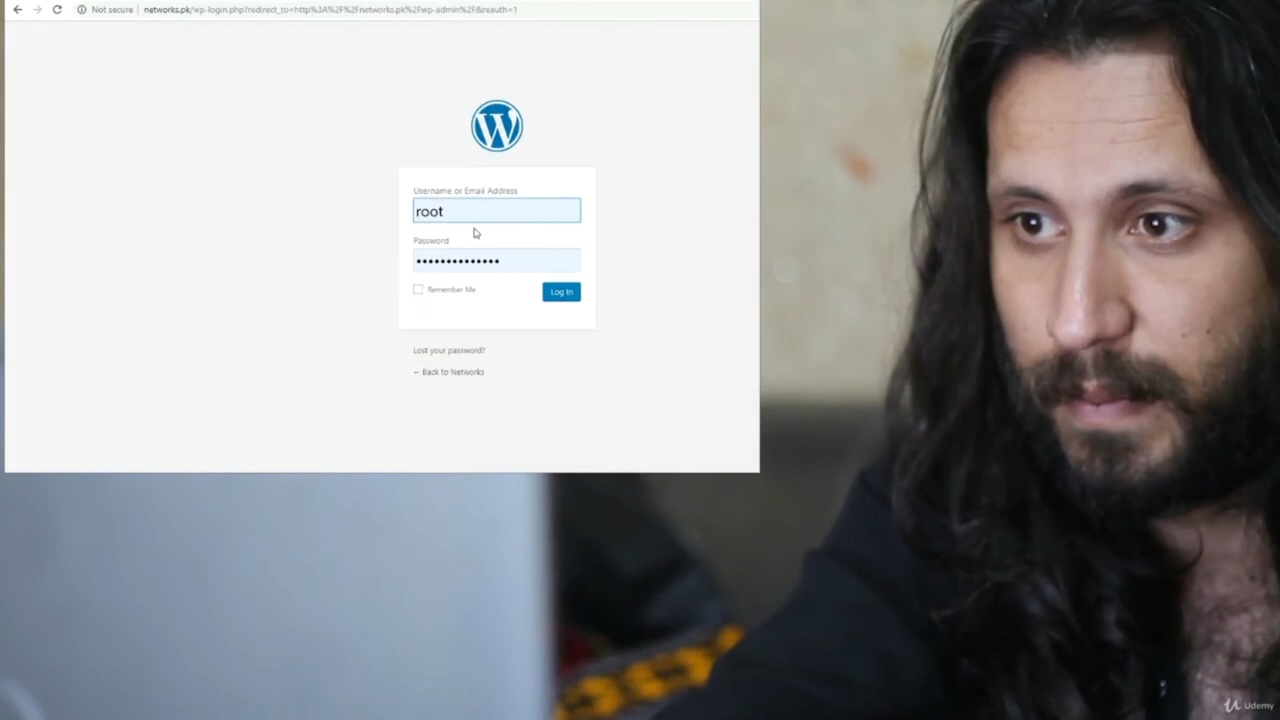 Not secure networks.pk/wp-login.php?redirect_to=http%3A%2F%2Fnetworks.pk%2Fwp-admin%2F&reauth=1
Username or Email Address
root
Password
••••••••••••••
Remember Me
Log In
Lost your password?
← Back to Networks
Udemy